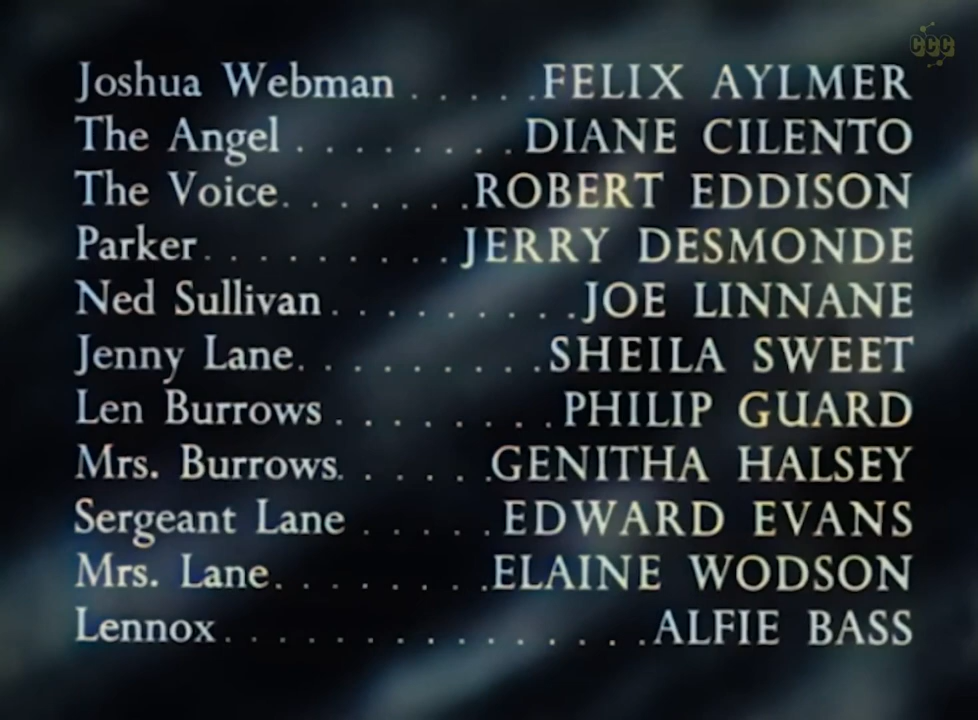 CCC
Joshua Webman . . . . . FELIX AYLMER
The Angel . . . . . . . . DIANE CILENTO
The Voice. . . . . . . ROBERT EDDISON
Parker. . . . . . . . . . JERRY DESMONDE
Ned Sullivan . . . . . . . . . JOE LINNANE
Jenny Lane. . . . . . . . . SHEILA SWEET
Len Burrows . . . . . . . . PHILIP GUARD
Mrs. Burrows. . . . . . GENITHA HALSEY
Sergeant Lane . . . . . EDWARD EVANS
Mrs. Lane. . . . . . . . ELAINE WODSON
Lennox. . . . . . . . . . . . . . . . ALFIE BASS